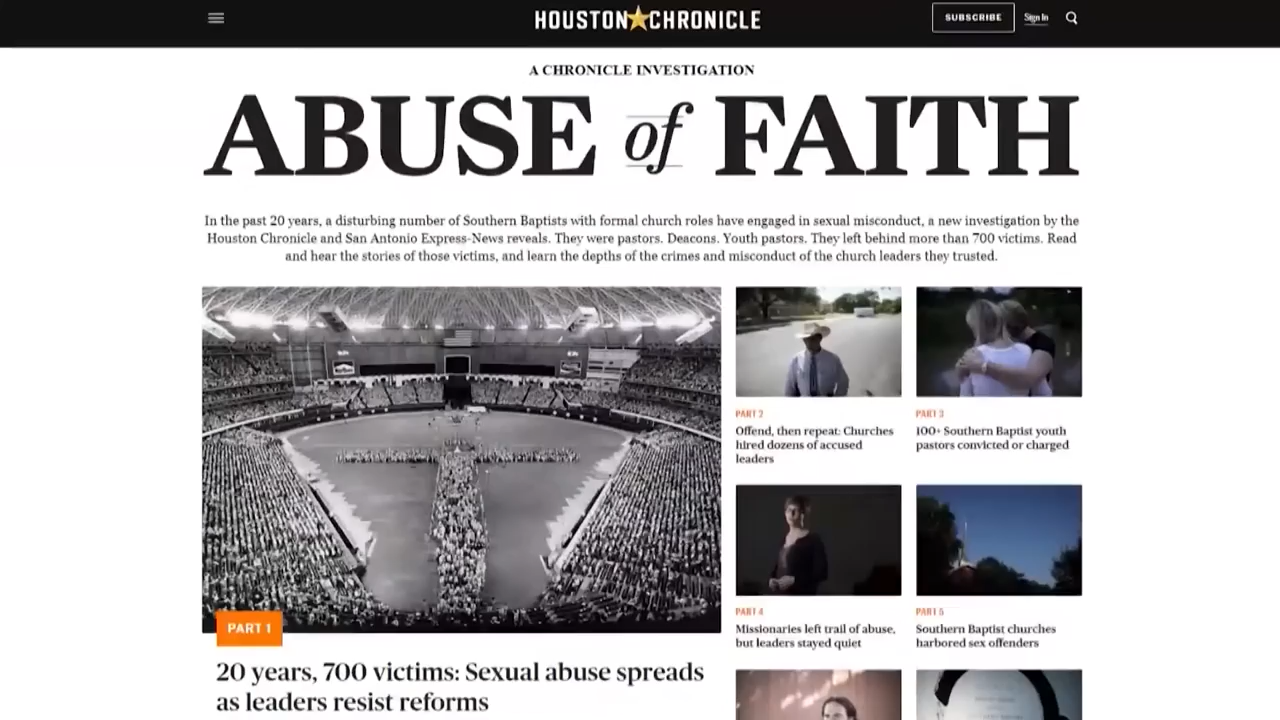 HOUSTON CHRONICLE
SUBSCRIBE
Sign In
A CHRONICLE INVESTIGATION
ABUSE of FAITH
In the past 20 years, a disturbing number of Southern Baptists with formal church roles have engaged in sexual misconduct, a new investigation by the
Houston Chronicle and San Antonio Express-News reveals. They were pastors. Deacons. Youth pastors. They left behind more than 700 victims. Read
and hear the stories of those victims, and learn the depths of the crimes and misconduct of the church leaders they trusted.
PART 1
20 years, 700 victims: Sexual abuse spreads
as leaders resist reforms
PART 2
Offend, then repeat: Churches
hired dozens of accused
leaders
PART 3
100+ Southern Baptist youth
pastors convicted or charged
PART 4
Missionaries left trail of abuse,
but leaders stayed quiet
PART 5
Southern Baptist churches
harbored sex offenders